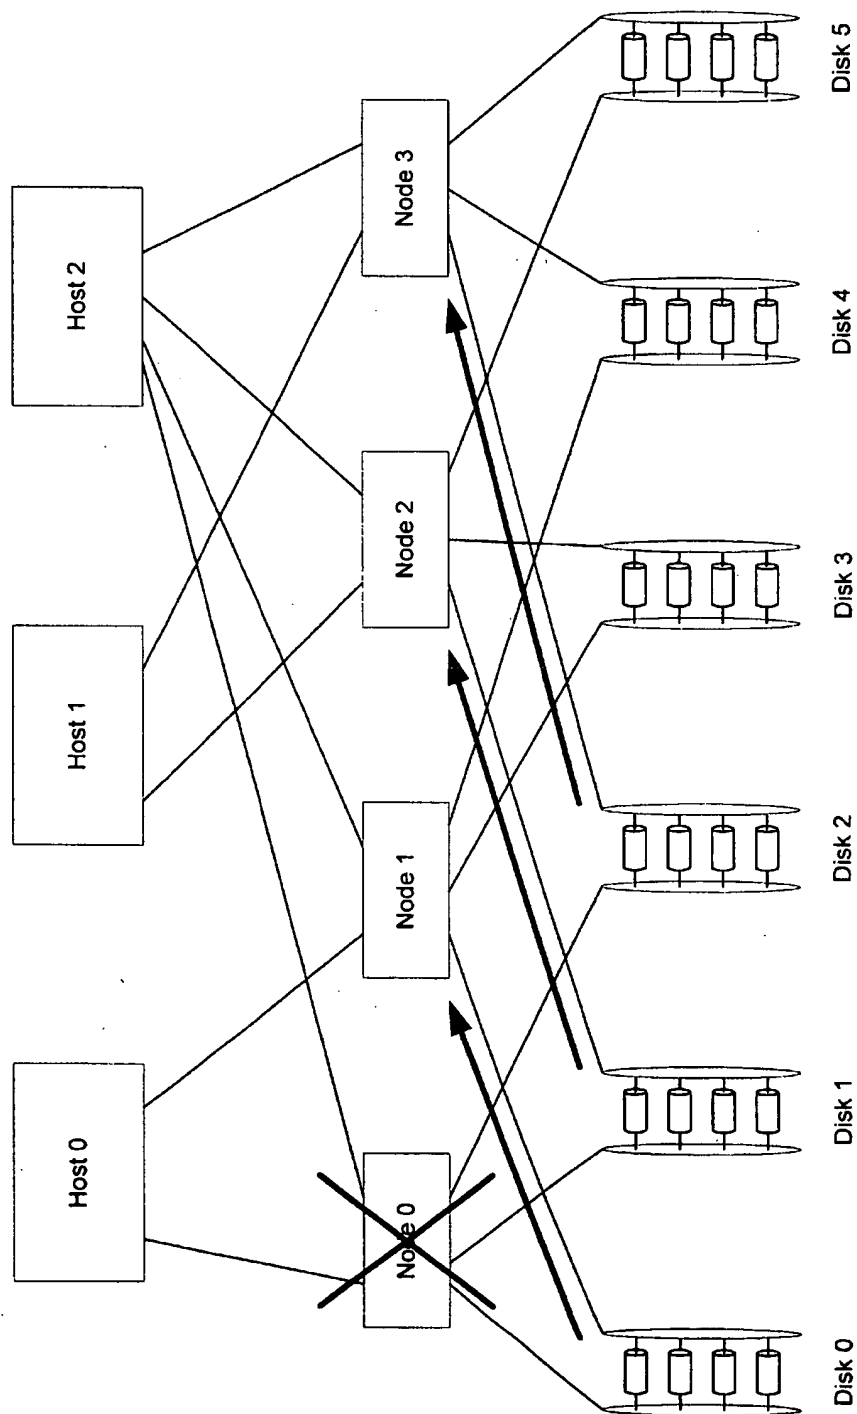 Host 0
Host 1
Host 2
Node 0
Node 1
Node 2
Node 3
Disk 0
Disk 1
Disk 2
Disk 3
Disk 4
Disk 5